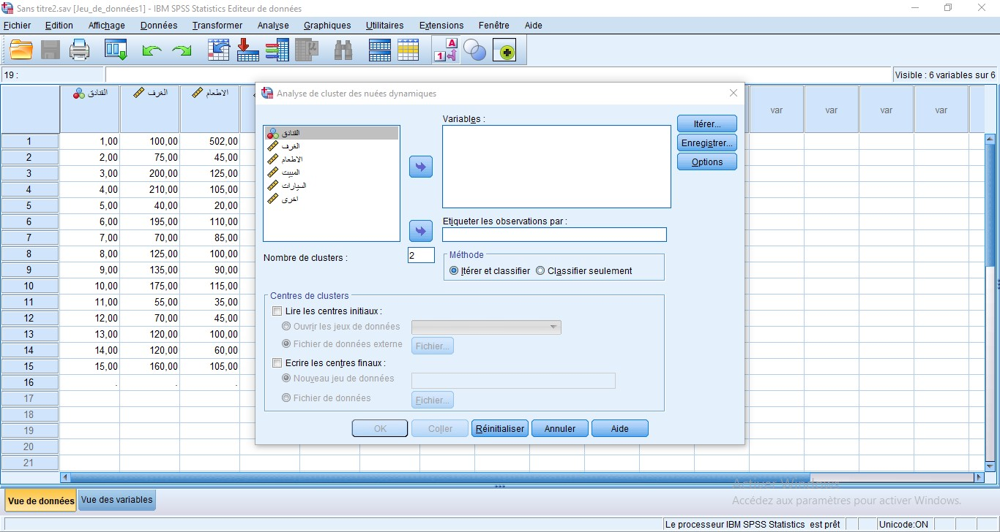 Sans titre2.sav [Jeu_de_données1] - IBM SPSS Statistics Editeur de données
Fichier Edition Affichage Données Transformer Analyse Graphiques Utilitaires Extensions Fenêtre Aide
19 :
Visible : 6 variables sur 6
القنادق الغرف الاطعام var var var var
Analyse de cluster des nuées dynamiques
1 1,00 100,00 502,00
2 2,00 75,00 45,00
3 3,00 200,00 125,00
4 4,00 210,00 105,00
5 5,00 40,00 20,00
6 6,00 195,00 110,00
7 7,00 70,00 85,00
8 8,00 125,00 100,00
9 9,00 135,00 90,00
10 10,00 175,00 115,00
11 11,00 55,00 35,00
12 12,00 70,00 45,00
13 13,00 120,00 100,00
14 14,00 120,00 60,00
15 15,00 160,00 105,00
16 . . .
17
18
19
20
21
القنادق
الغرف
الاطعام
المبيت
السيارات
اخرى
Variables :
Itérer...
Enregistrer...
Options
Etiqueter les observations par :
Nombre de clusters : 2
Méthode
Itérer et classifier Classifier seulement
Centres de clusters
Lire les centres initiaux :
Ouvrir les jeux de données
Fichier de données externe Fichier...
Ecrire les centres finaux :
Nouveau jeu de données
Fichier de données Fichier...
OK Coller Réinitialiser Annuler Aide
Vue de données Vue des variables
Activer Windows
Accédez aux paramètres pour activer Windows.
Le processeur IBM SPSS Statistics est prêt Unicode:ON